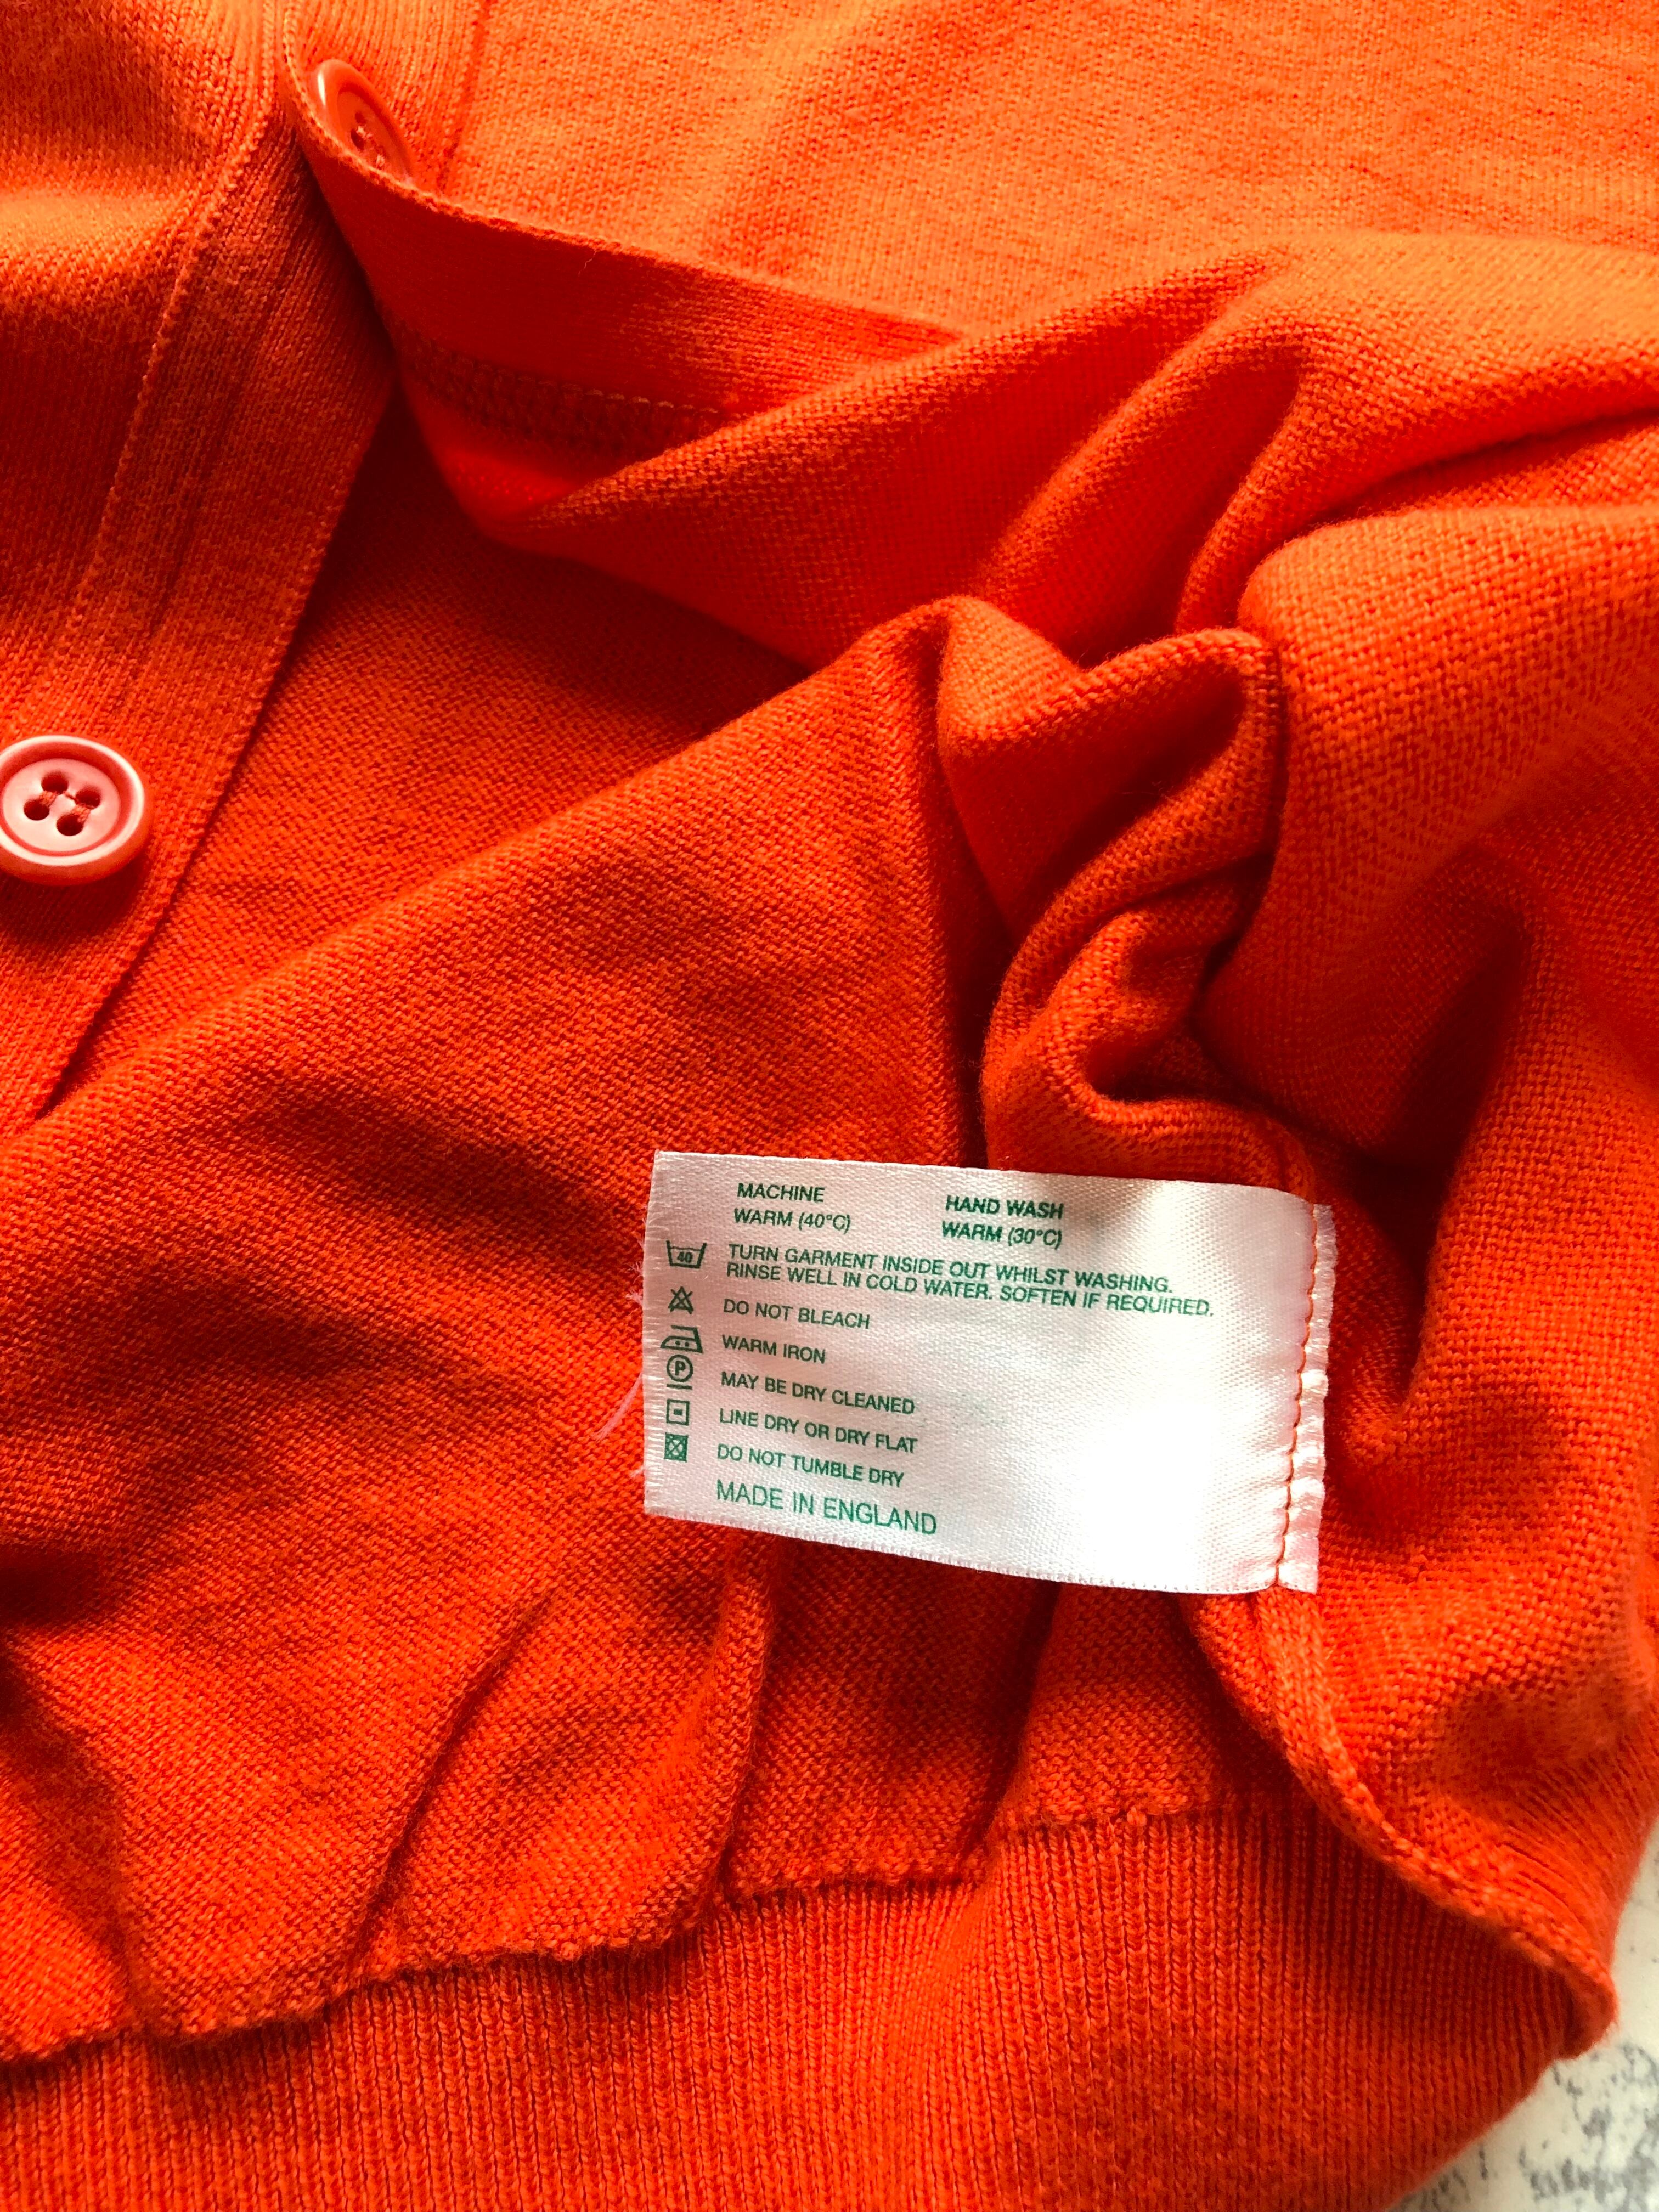 MACHINE HAND WASH
WARM (40°C) WARM (30°C)
40 TURN GARMENT INSIDE OUT WHILST WASHING.
RINSE WELL IN COLD WATER. SOFTEN IF REQUIRED.
DO NOT BLEACH
WARM IRON
P MAY BE DRY CLEANED
LINE DRY OR DRY FLAT
DO NOT TUMBLE DRY
MADE IN ENGLAND